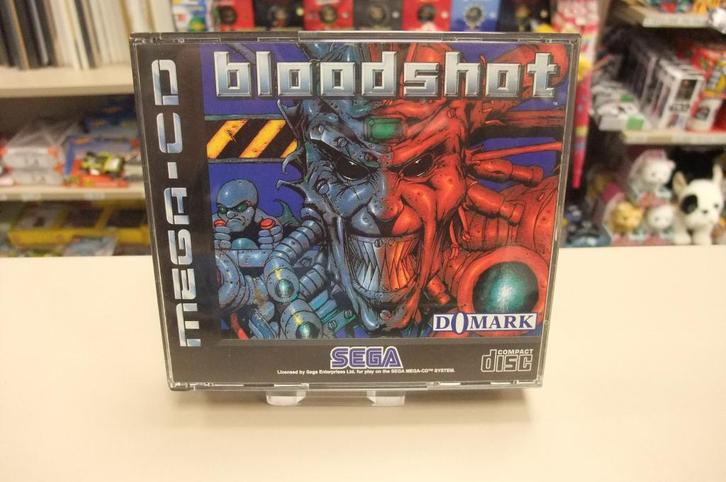 bloodshot
MEGA-CD
DOMARK
SEGA
Licensed by Sega Enterprises Ltd. for play on the SEGA MEGA-CD™ SYSTEM.
COMPACT
disc